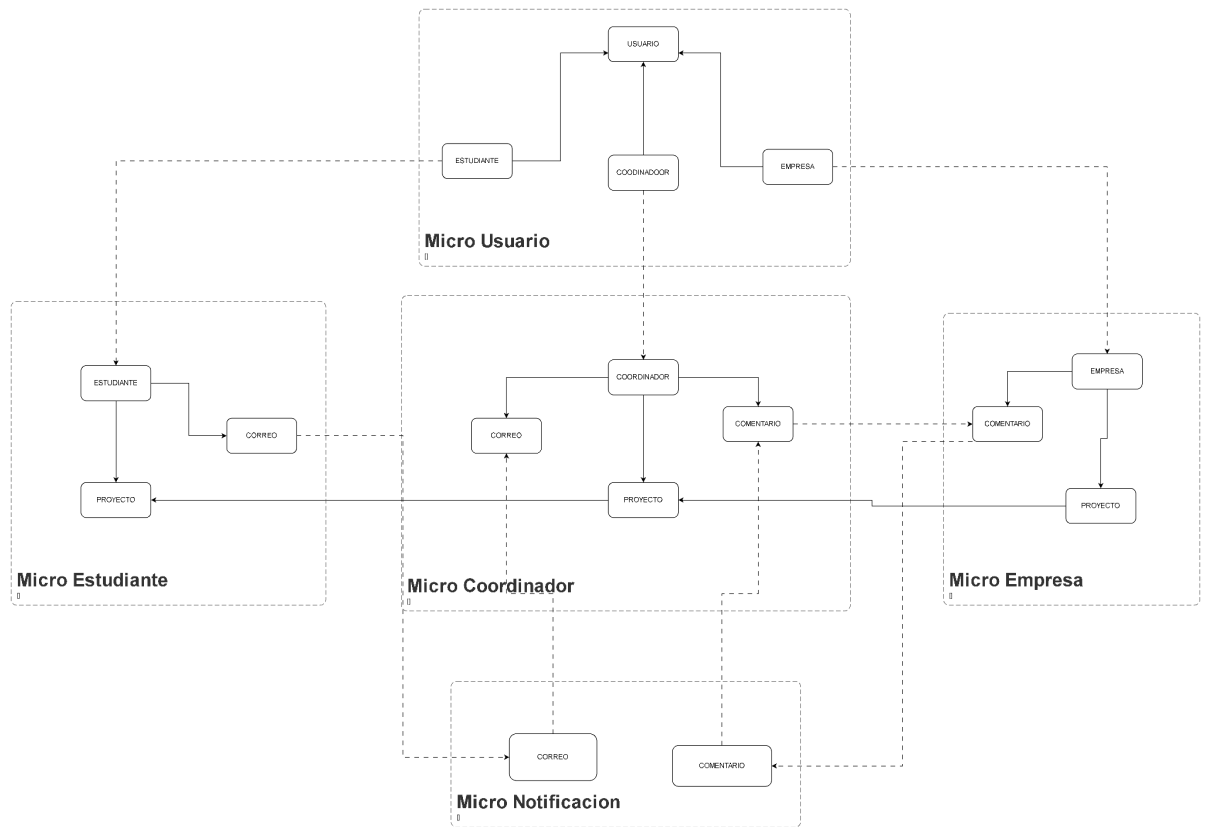 USUARIO
ESTUDIANTE
COODINADOOR
EMPRESA
Micro Usuario
ESTUDIANTE
CORREO
PROYECTO
Micro Estudiante
COORDINADOR
CORREO
COMENTARIO
PROYECTO
Micro Coordinador
EMPRESA
COMENTARIO
PROYECTO
Micro Empresa
CORREO
COMENTARIO
Micro Notificacion